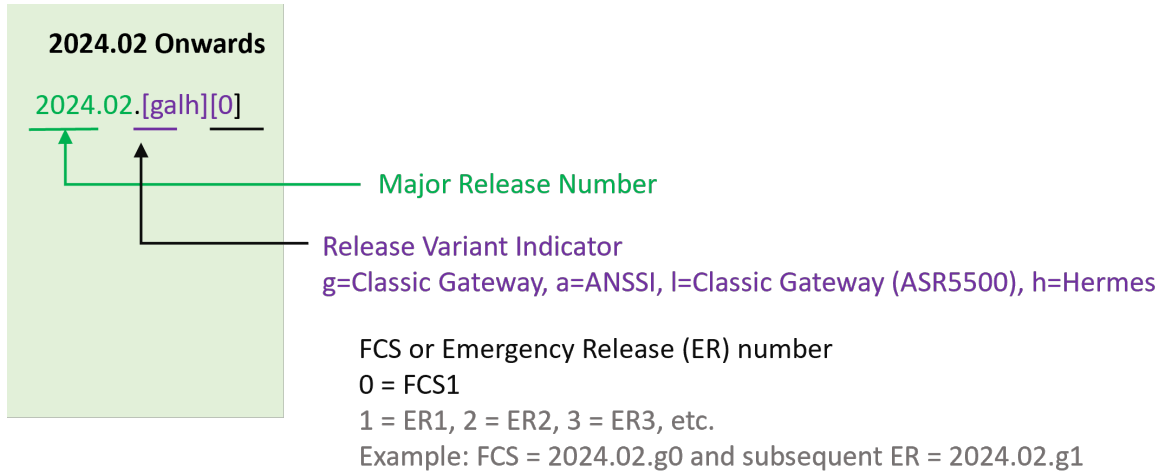 2024.02 Onwards
2024.02.[galh][0]
Major Release Number
Release Variant Indicator
g=Classic Gateway, a=ANSSI, l=Classic Gateway (ASR5500), h=Hermes
FCS or Emergency Release (ER) number
0 = FCS1
1 = ER1, 2 = ER2, 3 = ER3, etc.
Example: FCS = 2024.02.g0 and subsequent ER = 2024.02.g1